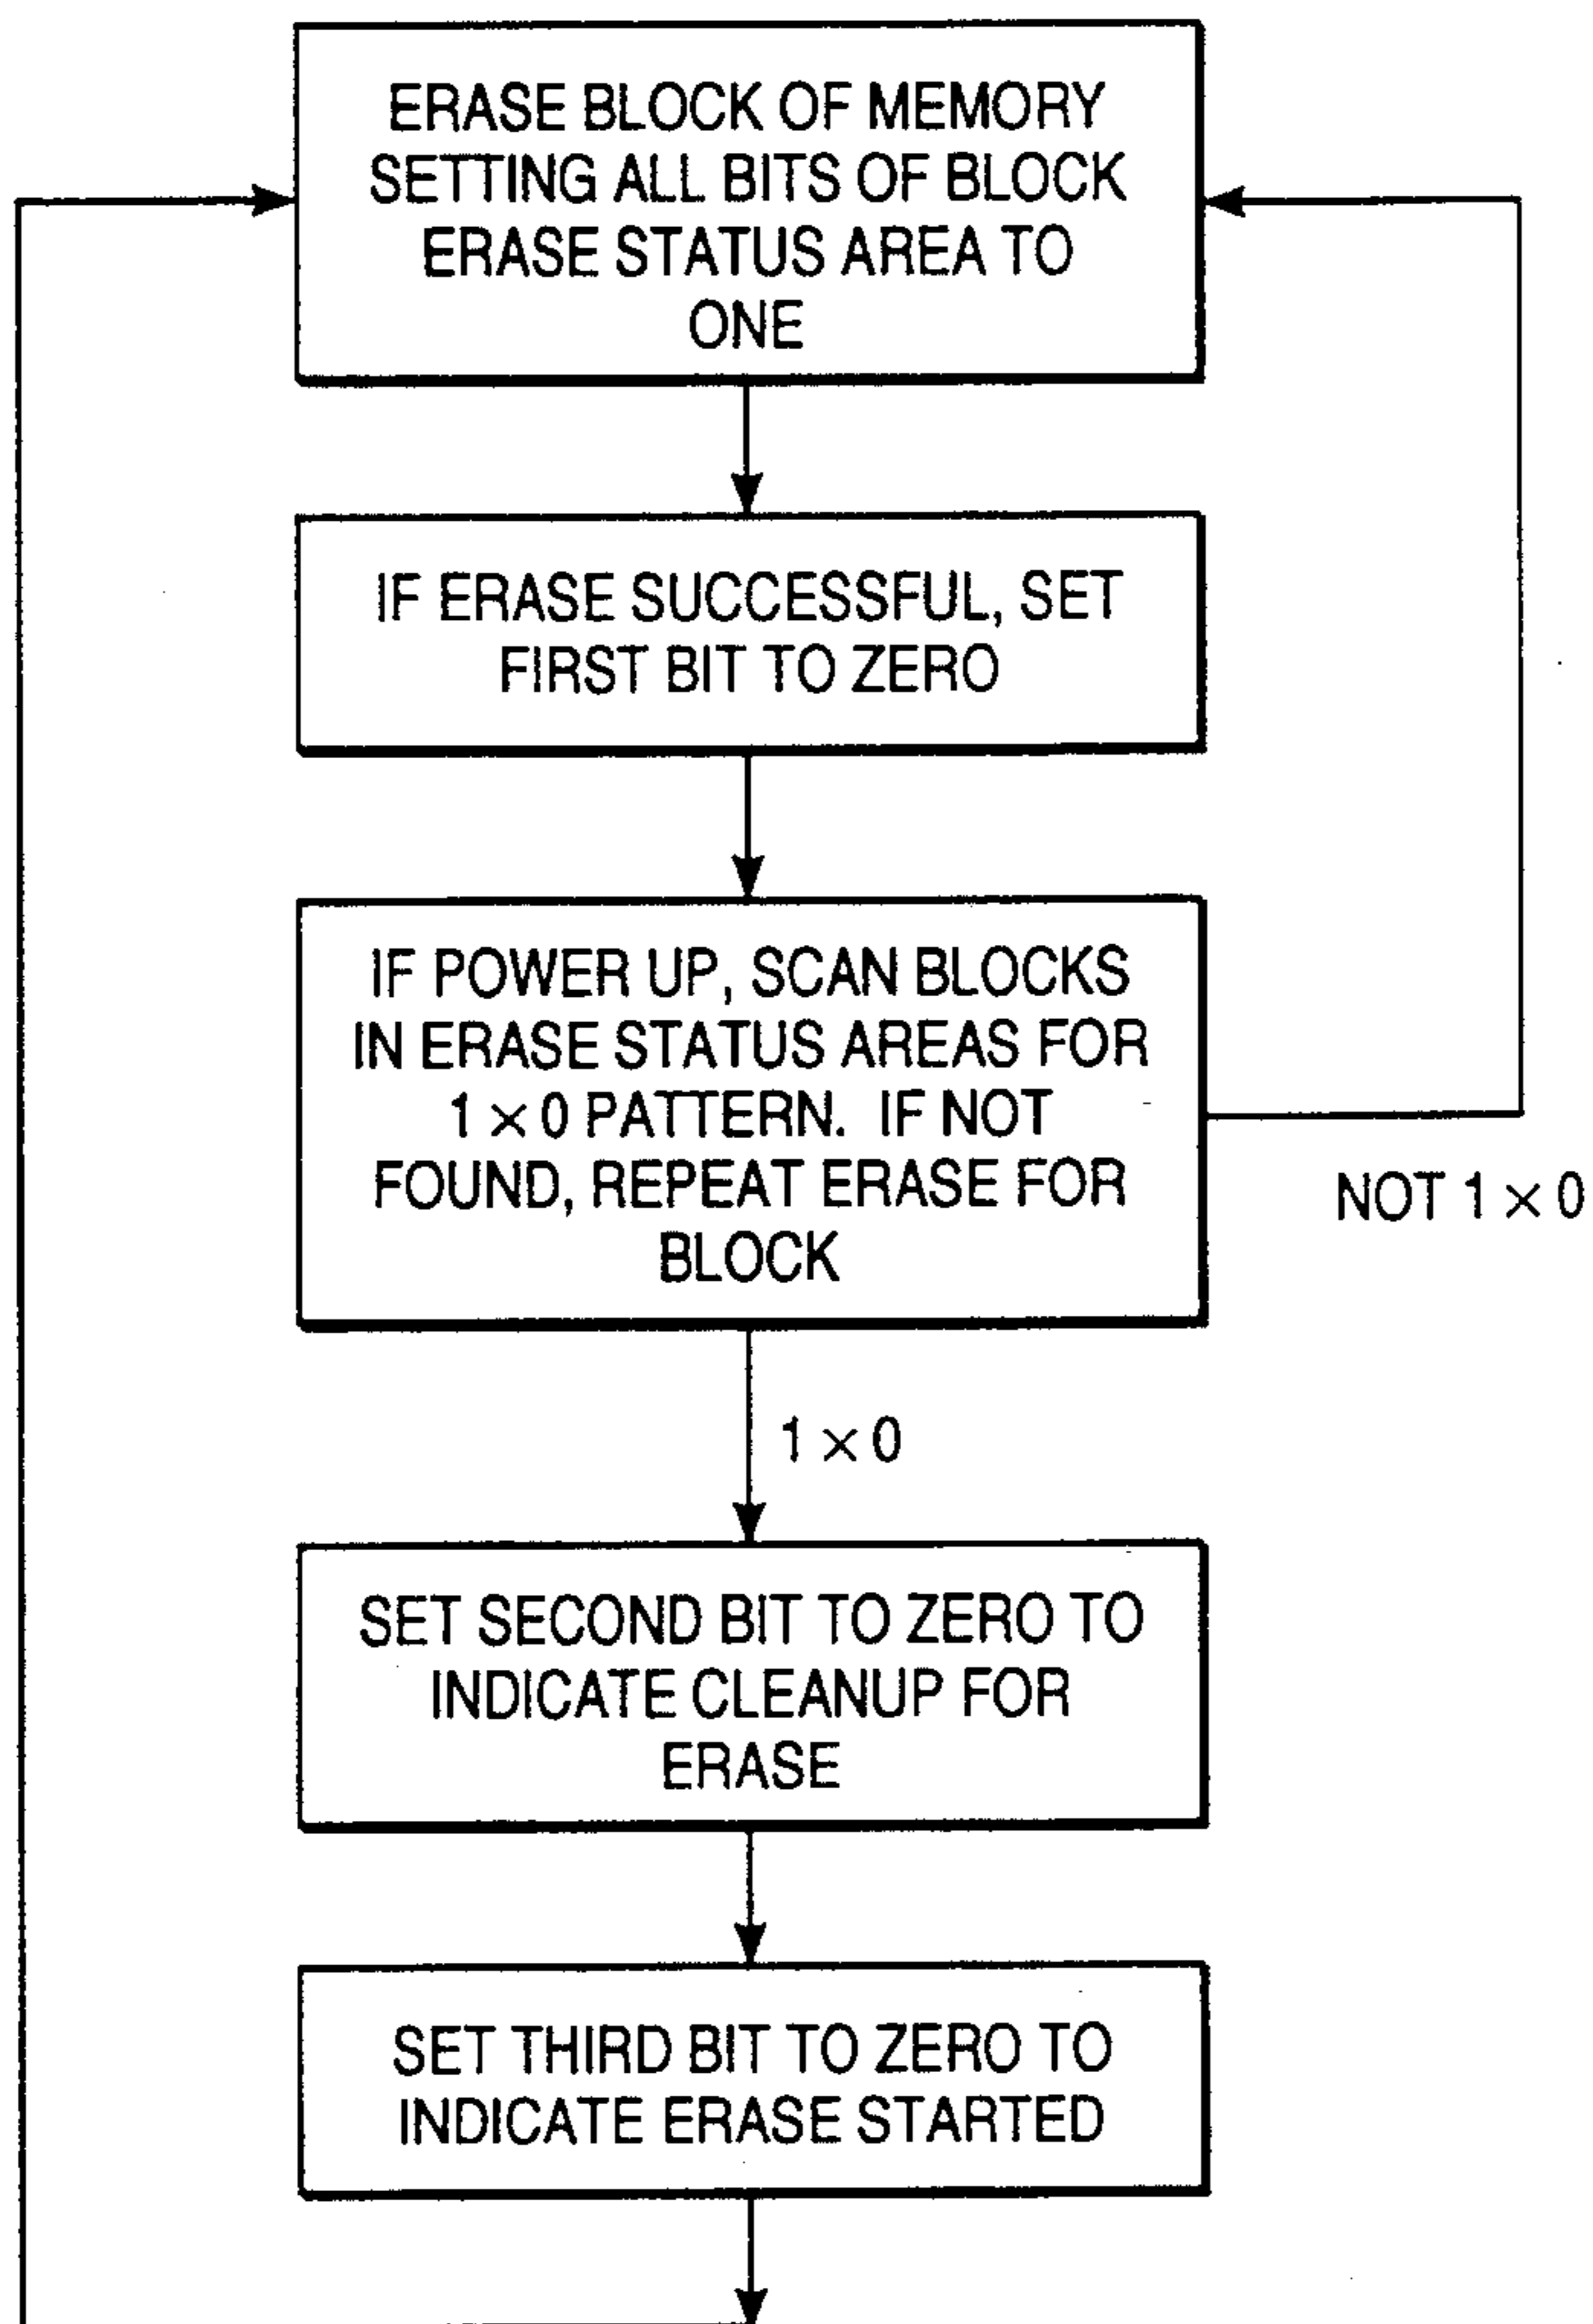 ERASE BLOCK OF MEMORY
SETTING ALL BITS OF BLOCK
ERASE STATUS AREA TO
ONE
IF ERASE SUCCESSFUL, SET
FIRST BIT TO ZERO
IF POWER UP, SCAN BLOCKS
IN ERASE STATUS AREAS FOR
1 × 0 PATTERN. IF NOT
FOUND, REPEAT ERASE FOR
BLOCK
NOT 1 × 0
1 × 0
SET SECOND BIT TO ZERO TO
INDICATE CLEANUP FOR
ERASE
SET THIRD BIT TO ZERO TO
INDICATE ERASE STARTED